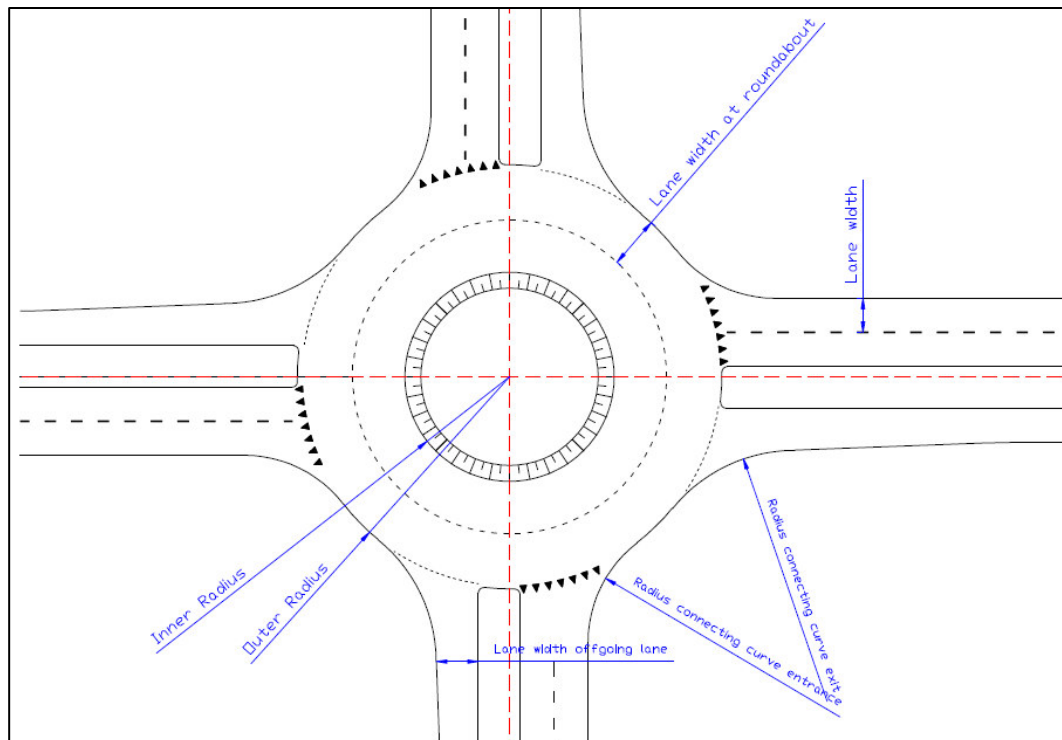 Lane width at roundabout
Lane width
Inner Radius
Outer Radius
Radius connecting curve exit
Radius connecting curve entrance
Lane width offgoing lane